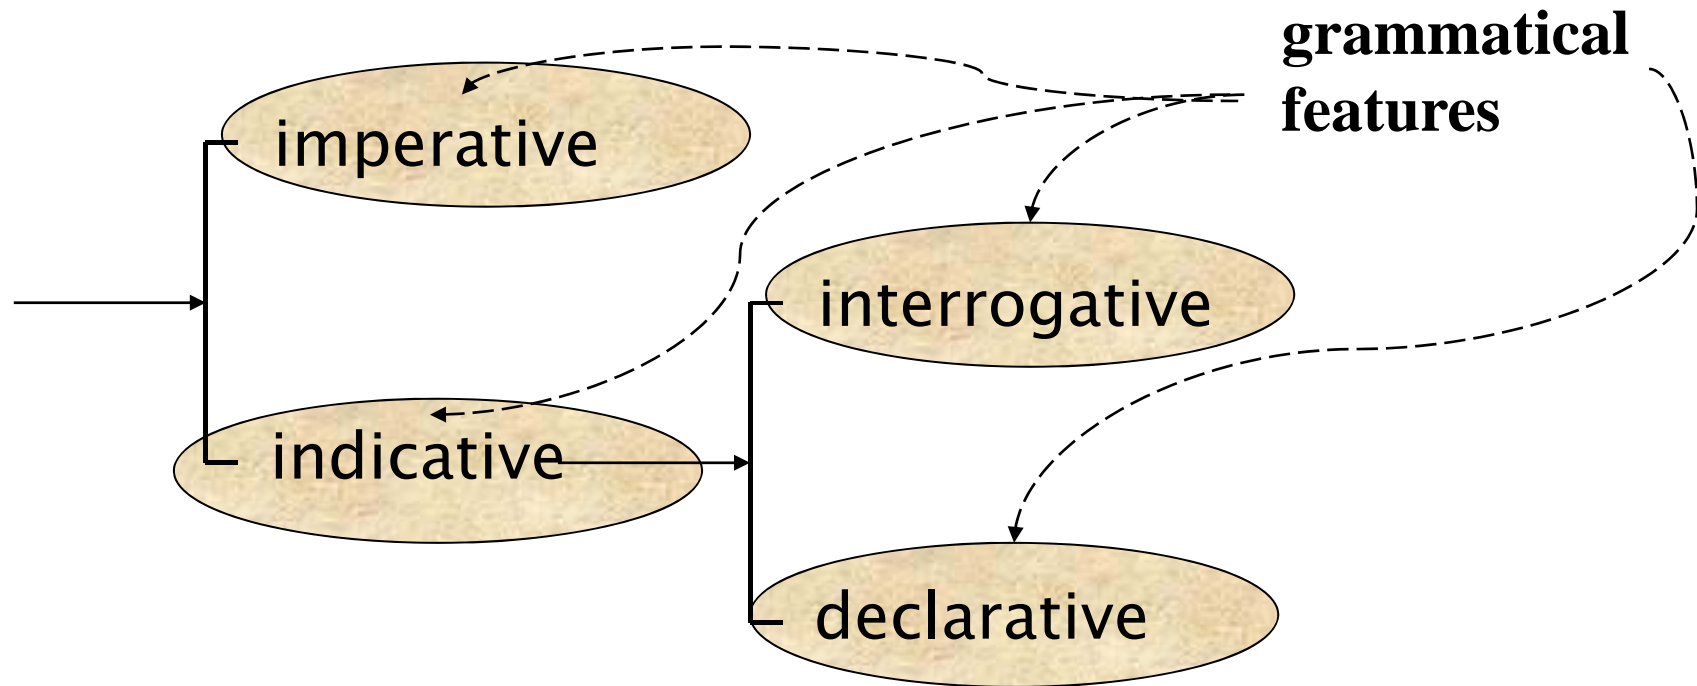 grammatical
features
imperative
interrogative
indicative
declarative